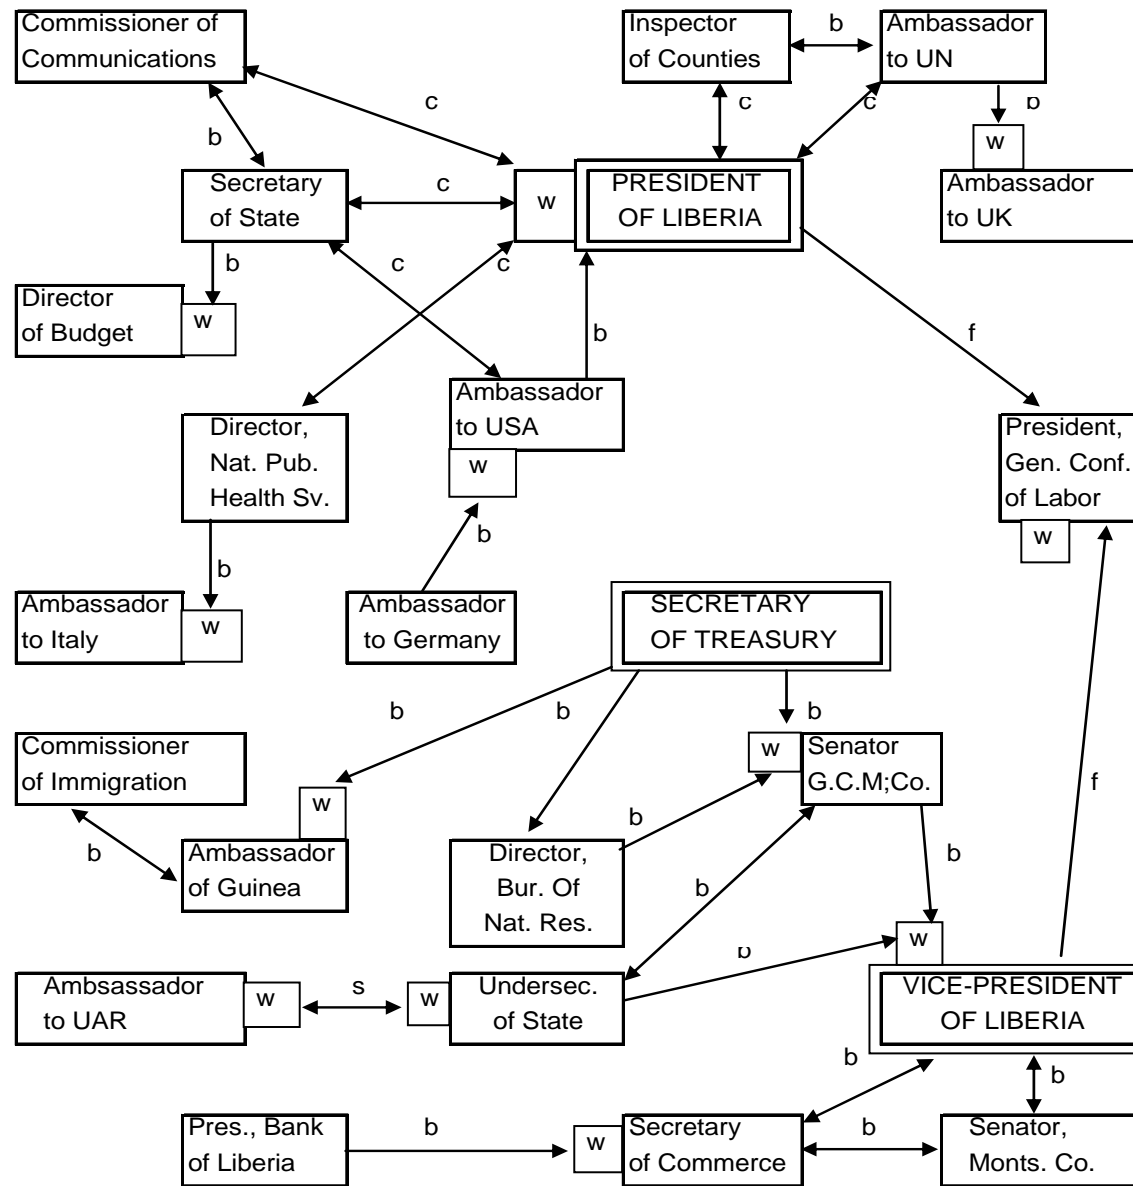 Commissioner of
Communications
Inspector
of Counties
b
Ambassador
to UN
c
b
c
c
w
Secretary
of State
c
w
PRESIDENT
OF LIBERIA
Ambassador
to UK
b
c
c
Director
of Budget
w
b
f
Ambassador
to USA
w
Director,
Nat. Pub.
Health Sv.
President,
Gen. Conf.
of Labor
w
b
b
Ambassador
to Italy
w
Ambassador
to Germany
SECRETARY
OF TREASURY
b
b
b
Commissioner
of Immigration
w
Senator
G.C.M;Co.
w
f
b
b
Ambassador
of Guinea
Director,
Bur. Of
Nat. Res.
b
b
w
Ambsassador
to UAR
w
s
w
Undersec.
of State
VICE-PRESIDENT
OF LIBERIA
b
b
Pres., Bank
of Liberia
b
w
Secretary
of Commerce
b
Senator,
Monts. Co.